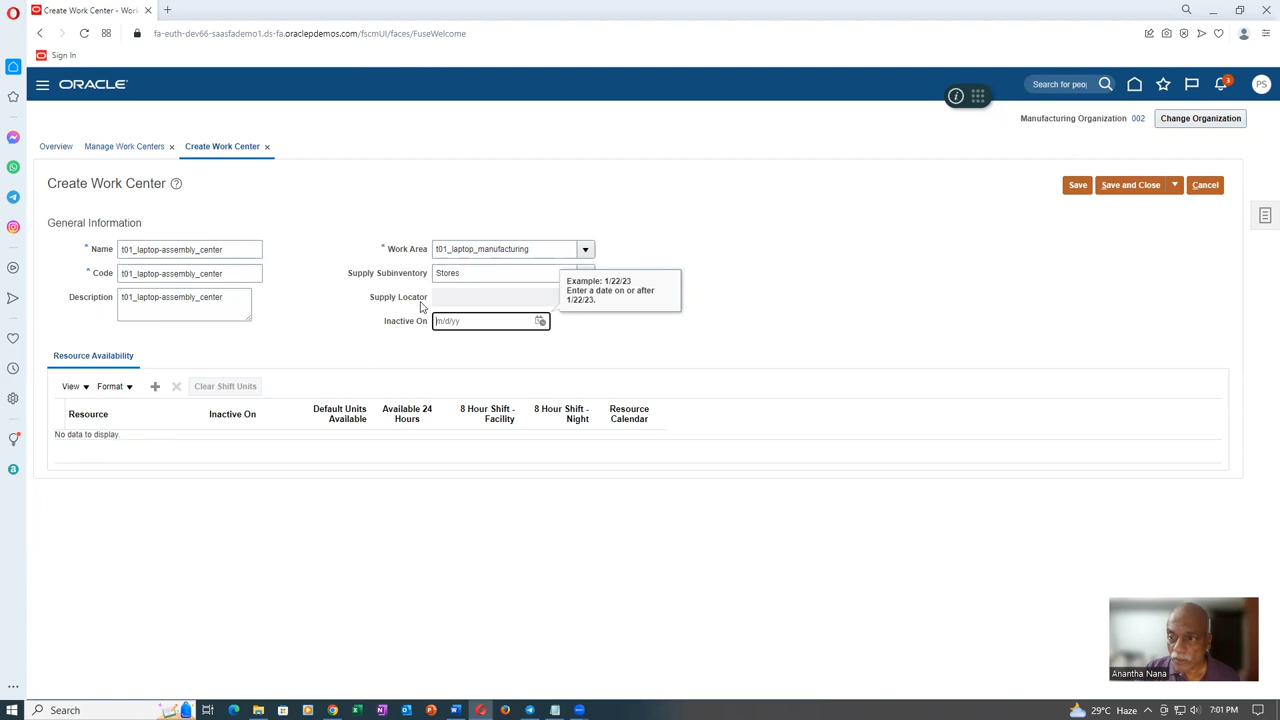 Create Work Center - Work
fa-euth-dev66-saasfademo1.ds-fa.oraclepdemos.com/fscmUI/faces/FuseWelcome
Sign In
ORACLE
Search for peop
3
PS
Manufacturing Organization 002
Change Organization
Overview
Manage Work Centers
Create Work Center
Create Work Center
Save
Save and Close
Cancel
General Information
* Name t01_laptop-assembly_center
* Work Area t01_laptop_manufacturing
* Code t01_laptop-assembly_center
Supply Subinventory Stores
Description t01_laptop-assembly_center
Supply Locator
Inactive On m/d/yy
Example: 1/22/23
Enter a date on or after
1/22/23.
Resource Availability
View
Format
Clear Shift Units
Resource
Inactive On
Default Units Available
Available 24 Hours
8 Hour Shift - Facility
8 Hour Shift - Night
Resource Calendar
No data to display.
Anantha Nana
Search
29°C Haze
7:01 PM